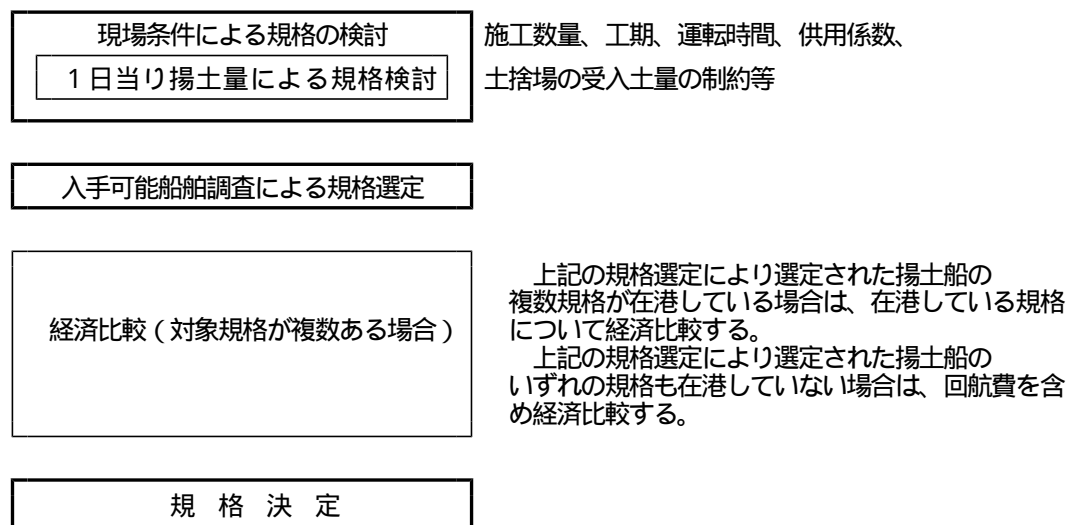 現場条件による規格の検討
施工数量、工期、運転時間、供用係数、
1日当り揚土量による規格検討
土捨場の受入土量の制約等
入手可能船舶調査による規格選定
上記の規格選定により選定された揚土船の
複数規格が在港している場合は、在港している規格
について経済比較する。
経済比較(対象規格が複数ある場合)
上記の規格選定により選定された揚土船の
いずれの規格も在港していない場合は、回航費を含
め経済比較する。
規 格 決 定